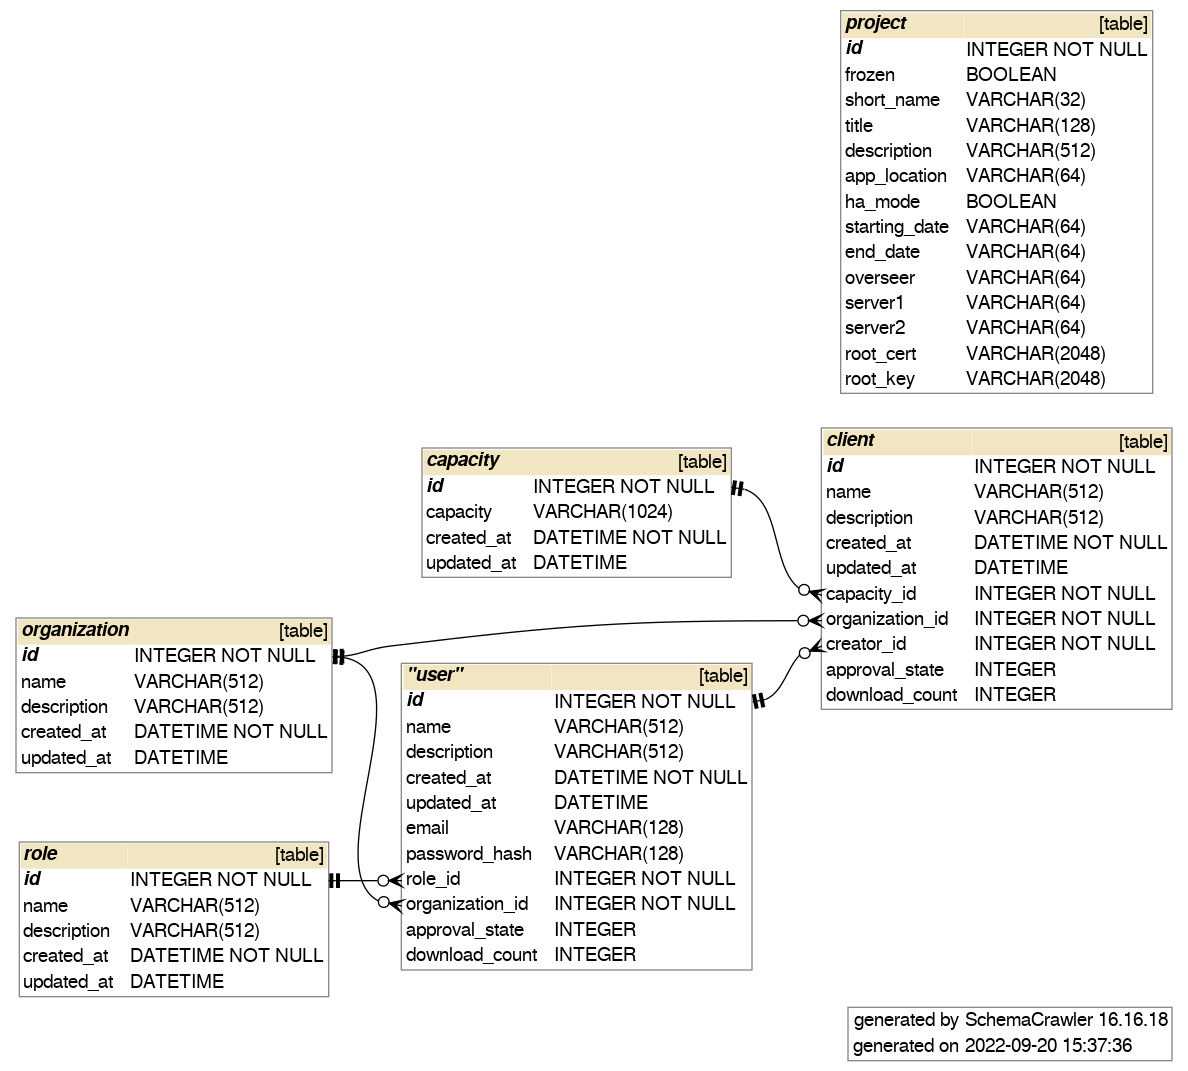 project [table]
id INTEGER NOT NULL
frozen BOOLEAN
short_name VARCHAR(32)
title VARCHAR(128)
description VARCHAR(512)
app_location VARCHAR(64)
ha_mode BOOLEAN
starting_date VARCHAR(64)
end_date VARCHAR(64)
overseer VARCHAR(64)
server1 VARCHAR(64)
server2 VARCHAR(64)
root_cert VARCHAR(2048)
root_key VARCHAR(2048)
capacity [table]
id INTEGER NOT NULL
capacity VARCHAR(1024)
created_at DATETIME NOT NULL
updated_at DATETIME
client [table]
id INTEGER NOT NULL
name VARCHAR(512)
description VARCHAR(512)
created_at DATETIME NOT NULL
updated_at DATETIME
capacity_id INTEGER NOT NULL
organization_id INTEGER NOT NULL
creator_id INTEGER NOT NULL
approval_state INTEGER
download_count INTEGER
organization [table]
id INTEGER NOT NULL
name VARCHAR(512)
description VARCHAR(512)
created_at DATETIME NOT NULL
updated_at DATETIME
"user" [table]
id INTEGER NOT NULL
name VARCHAR(512)
description VARCHAR(512)
created_at DATETIME NOT NULL
updated_at DATETIME
email VARCHAR(128)
password_hash VARCHAR(128)
role_id INTEGER NOT NULL
organization_id INTEGER NOT NULL
approval_state INTEGER
download_count INTEGER
role [table]
id INTEGER NOT NULL
name VARCHAR(512)
description VARCHAR(512)
created_at DATETIME NOT NULL
updated_at DATETIME
generated by SchemaCrawler 16.16.18
generated on 2022-09-20 15:37:36